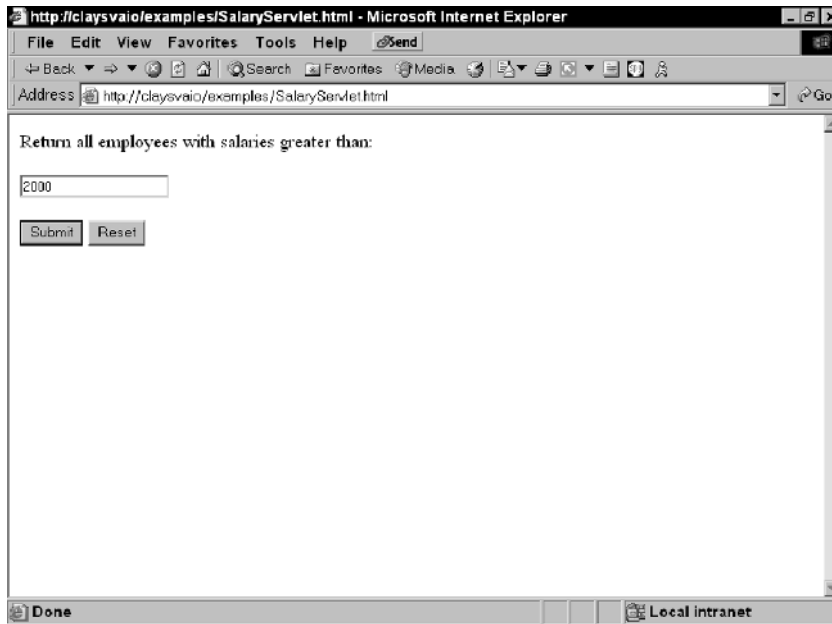 http://claysvaio/examples/SalaryServlet.html - Microsoft Internet Explorer
File Edit View Favorites Tools Help Send
Back Search Favorites Media
Address http://claysvaio/examples/SalaryServlet.html Go
Return all employees with salaries greater than:
2000
Submit Reset
Done Local intranet